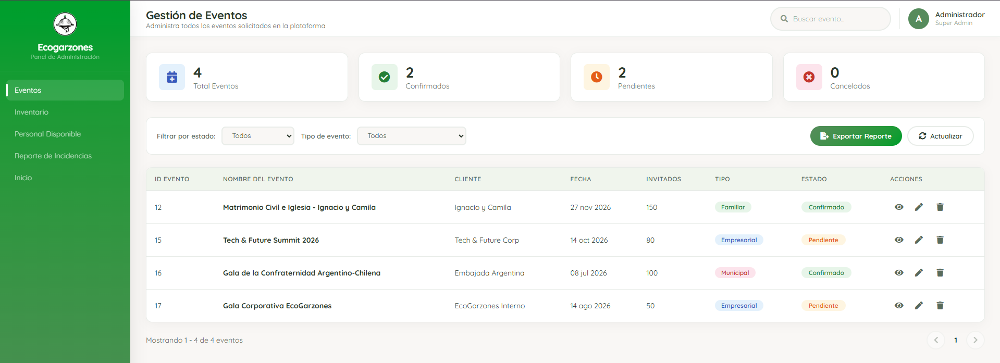 Ecogarzones
Panel de Administración
Eventos
Inventario
Personal Disponible
Reporte de Incidencias
Inicio
Gestión de Eventos
Administra todos los eventos solicitados en la plataforma
Buscar evento...
A
Administrador
Super Admin
4
Total Eventos
2
Confirmados
2
Pendientes
0
Cancelados
Filtrar por estado: Todos Tipo de evento: Todos Exportar Reporte Actualizar
ID EVENTO NOMBRE DEL EVENTO CLIENTE FECHA INVITADOS TIPO ESTADO ACCIONES
12 Matrimonio Civil e Iglesia - Ignacio y Camila Ignacio y Camila 27 nov 2026 150 Familiar Confirmado
15 Tech & Future Summit 2026 Tech & Future Corp 14 oct 2026 80 Empresarial Pendiente
16 Gala de la Confraternidad Argentino-Chilena Embajada Argentina 08 jul 2026 100 Municipal Confirmado
17 Gala Corporativa EcoGarzones EcoGarzones Interno 14 ago 2026 50 Empresarial Pendiente
Mostrando 1 - 4 de 4 eventos 1